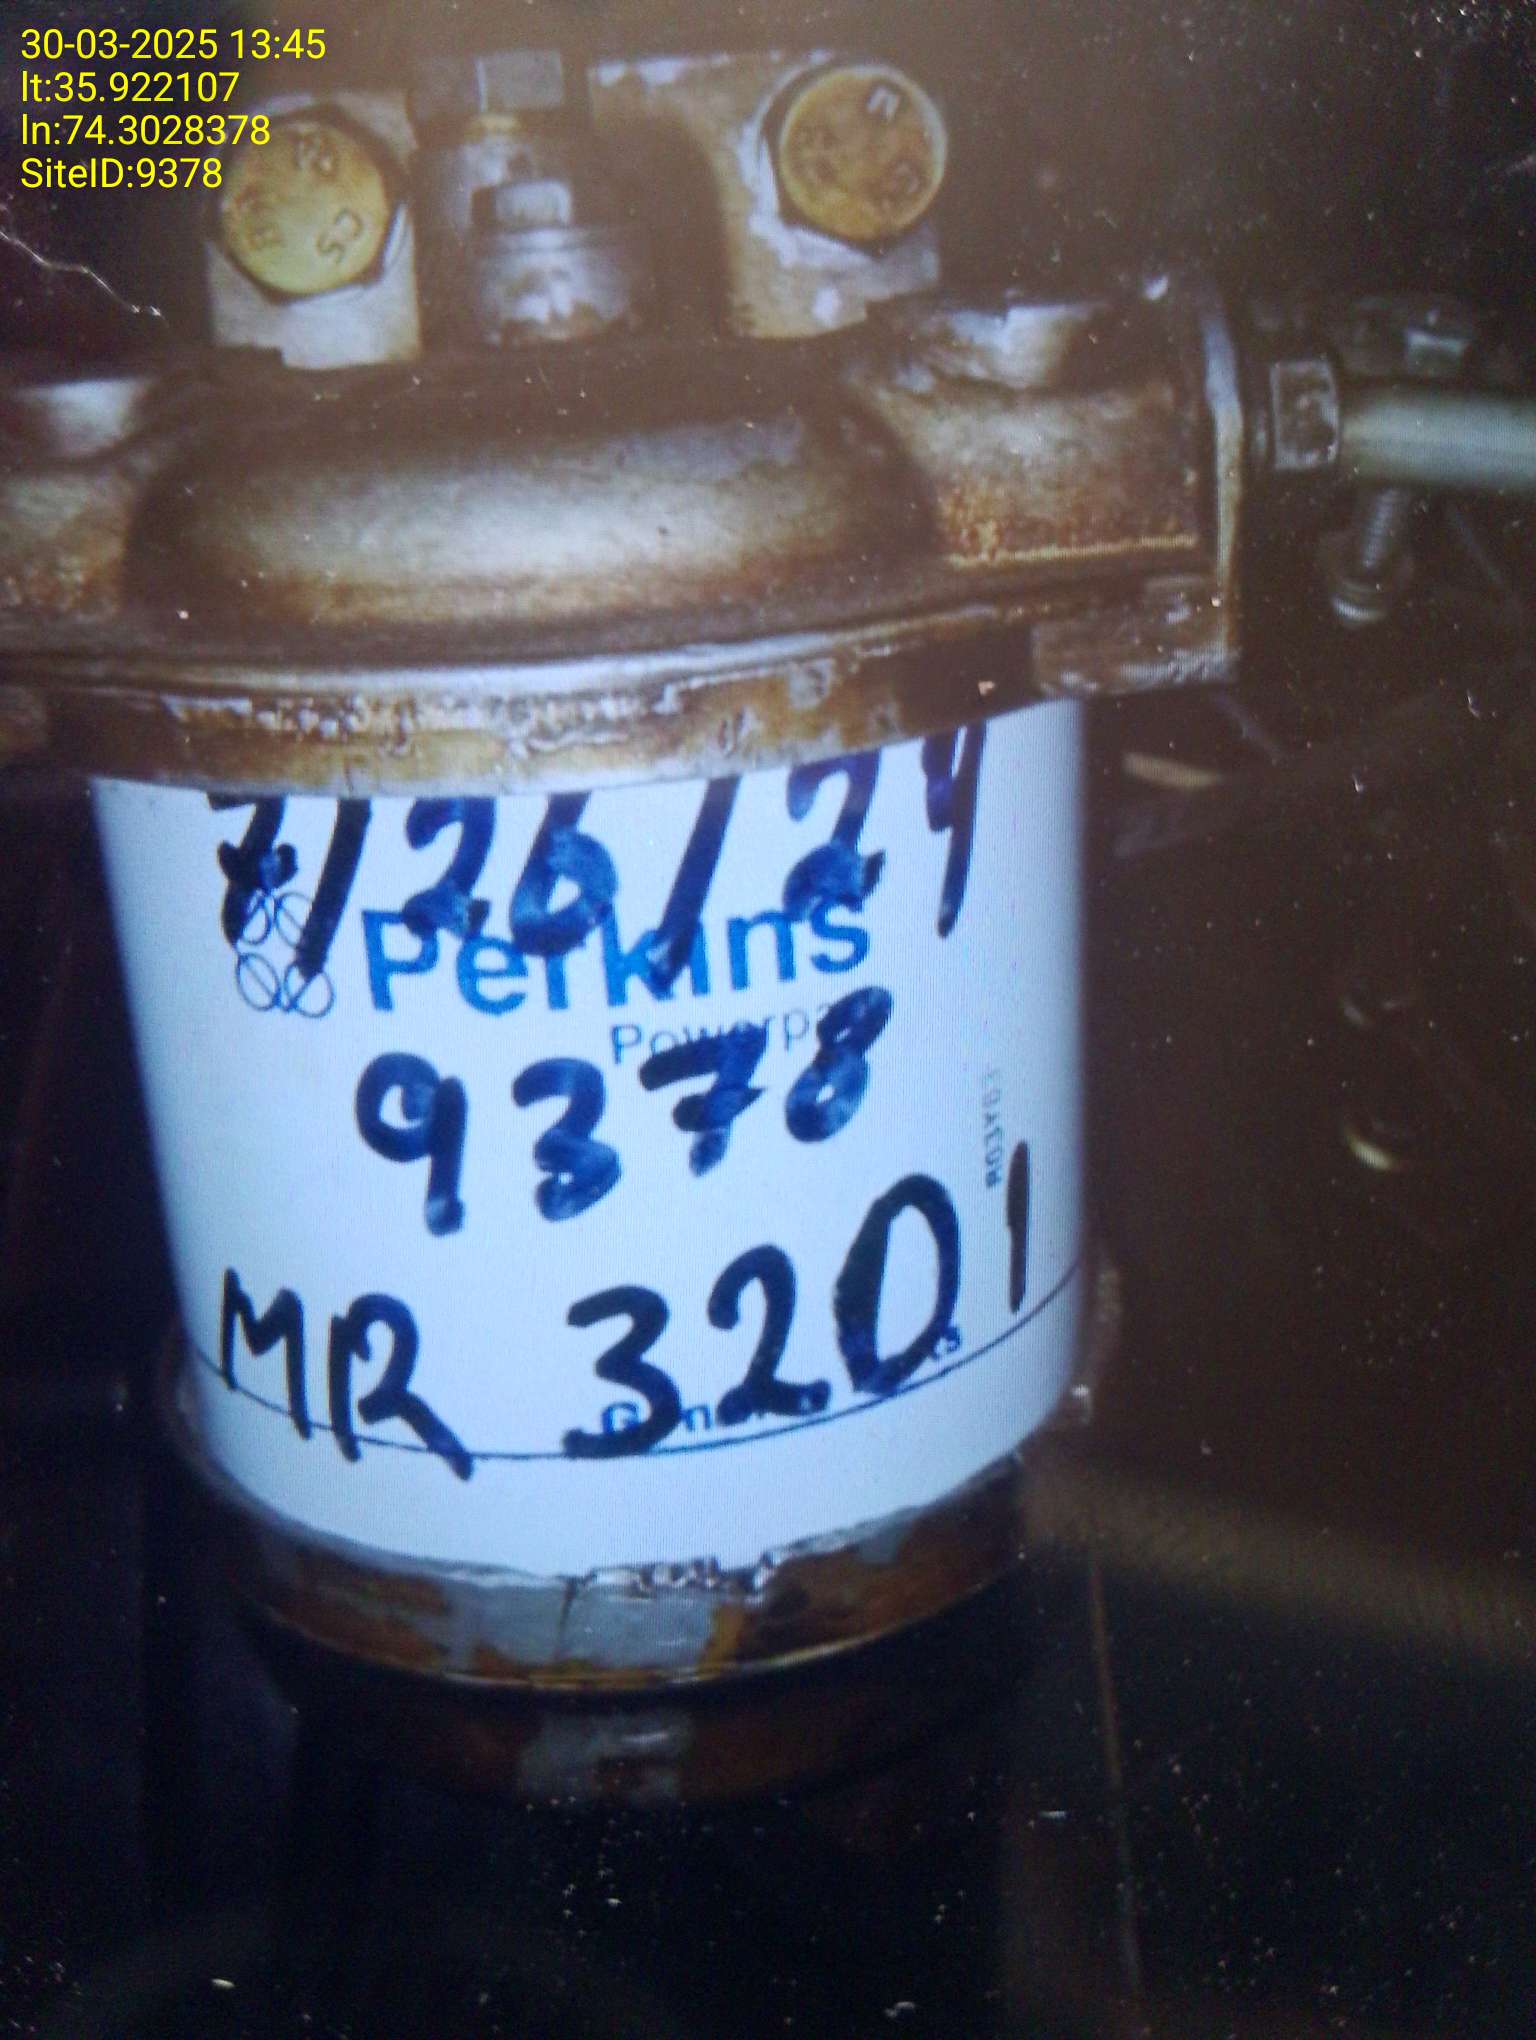 30-03-2025 13:45
lt:35.922107
ln:74.3028378
SiteID:9378
7/26/24
Perkins
9378
MR 3201